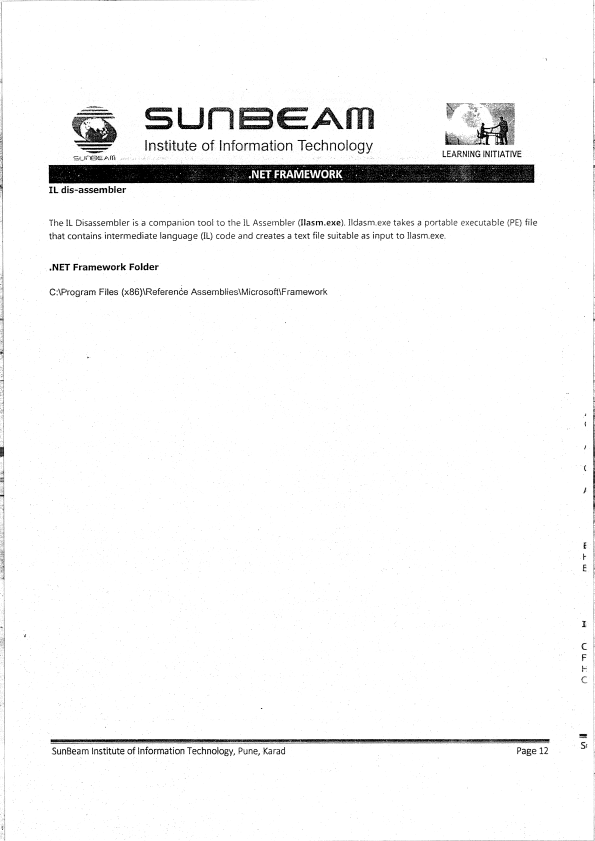 SUNBEAM
Institute of Information Technology
SUNBEAM
LEARNING INITIATIVE
.NET FRAMEWORK
IL dis-assembler
The IL Disassembler is a companion tool to the IL Assembler (Ilasm.exe). Ildasm.exe takes a portable executable (PE) file
that contains intermediate language (IL) code and creates a text file suitable as input to Ilasm.exe.
.NET Framework Folder
C:\Program Files (x86)\Reference Assemblies\Microsoft\Framework
E
H
E
I
C
F
H
C
SunBeam Institute of Information Technology, Pune, Karad
Page 12